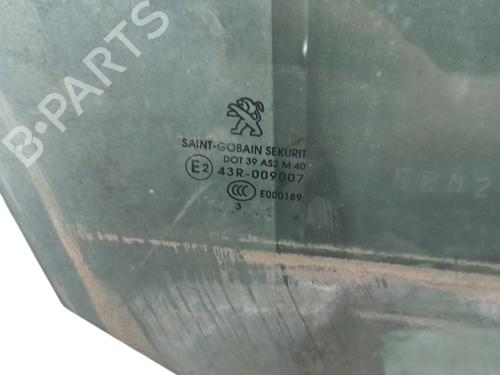 B-PARTS
SAINT-GOBAIN SEKURIT
DOT 39 AS2 M 40
E2 43R-009007
CCC E000189
3